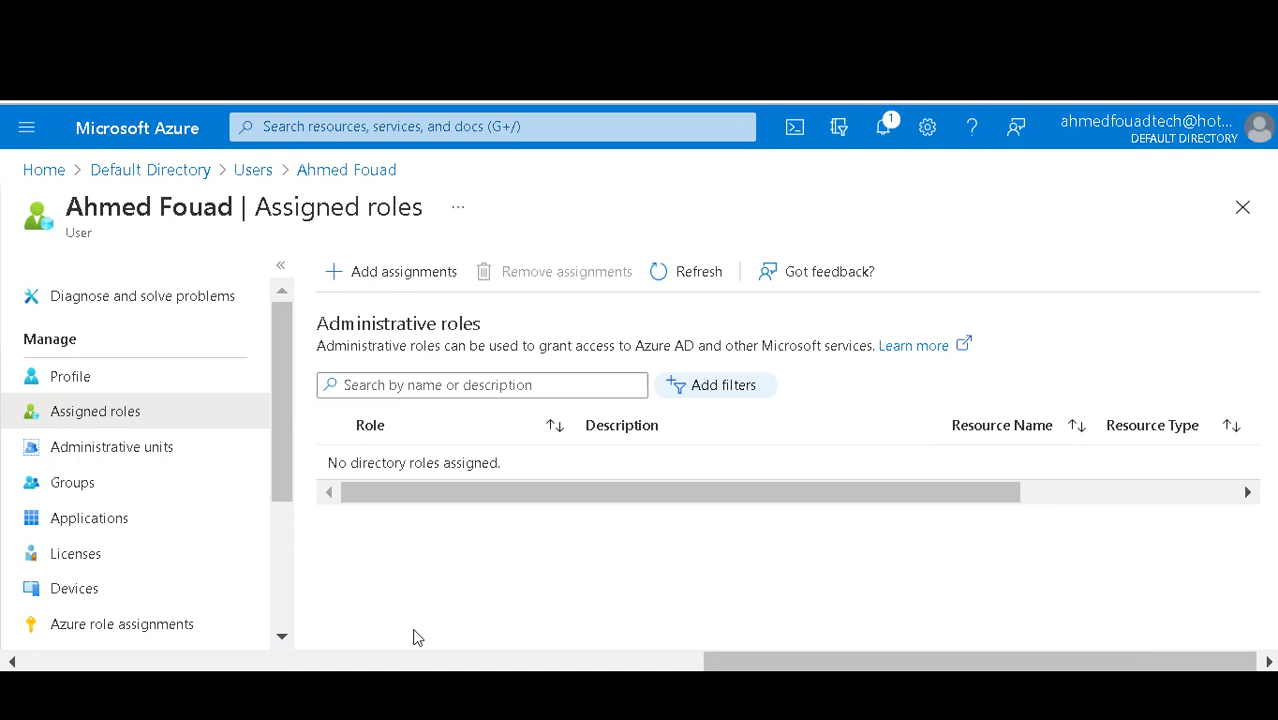 Microsoft Azure
Search resources, services, and docs (G+/)
1
ahmedfouadtech@hot...
DEFAULT DIRECTORY
Home > Default Directory > Users > Ahmed Fouad
Ahmed Fouad | Assigned roles ...
User
«
Add assignments
Remove assignments
Refresh
Got feedback?
Diagnose and solve problems
Manage
Profile
Assigned roles
Administrative units
Groups
Applications
Licenses
Devices
Azure role assignments
Administrative roles
Administrative roles can be used to grant access to Azure AD and other Microsoft services. Learn more
Search by name or description
Add filters
Role
Description
Resource Name
Resource Type
No directory roles assigned.